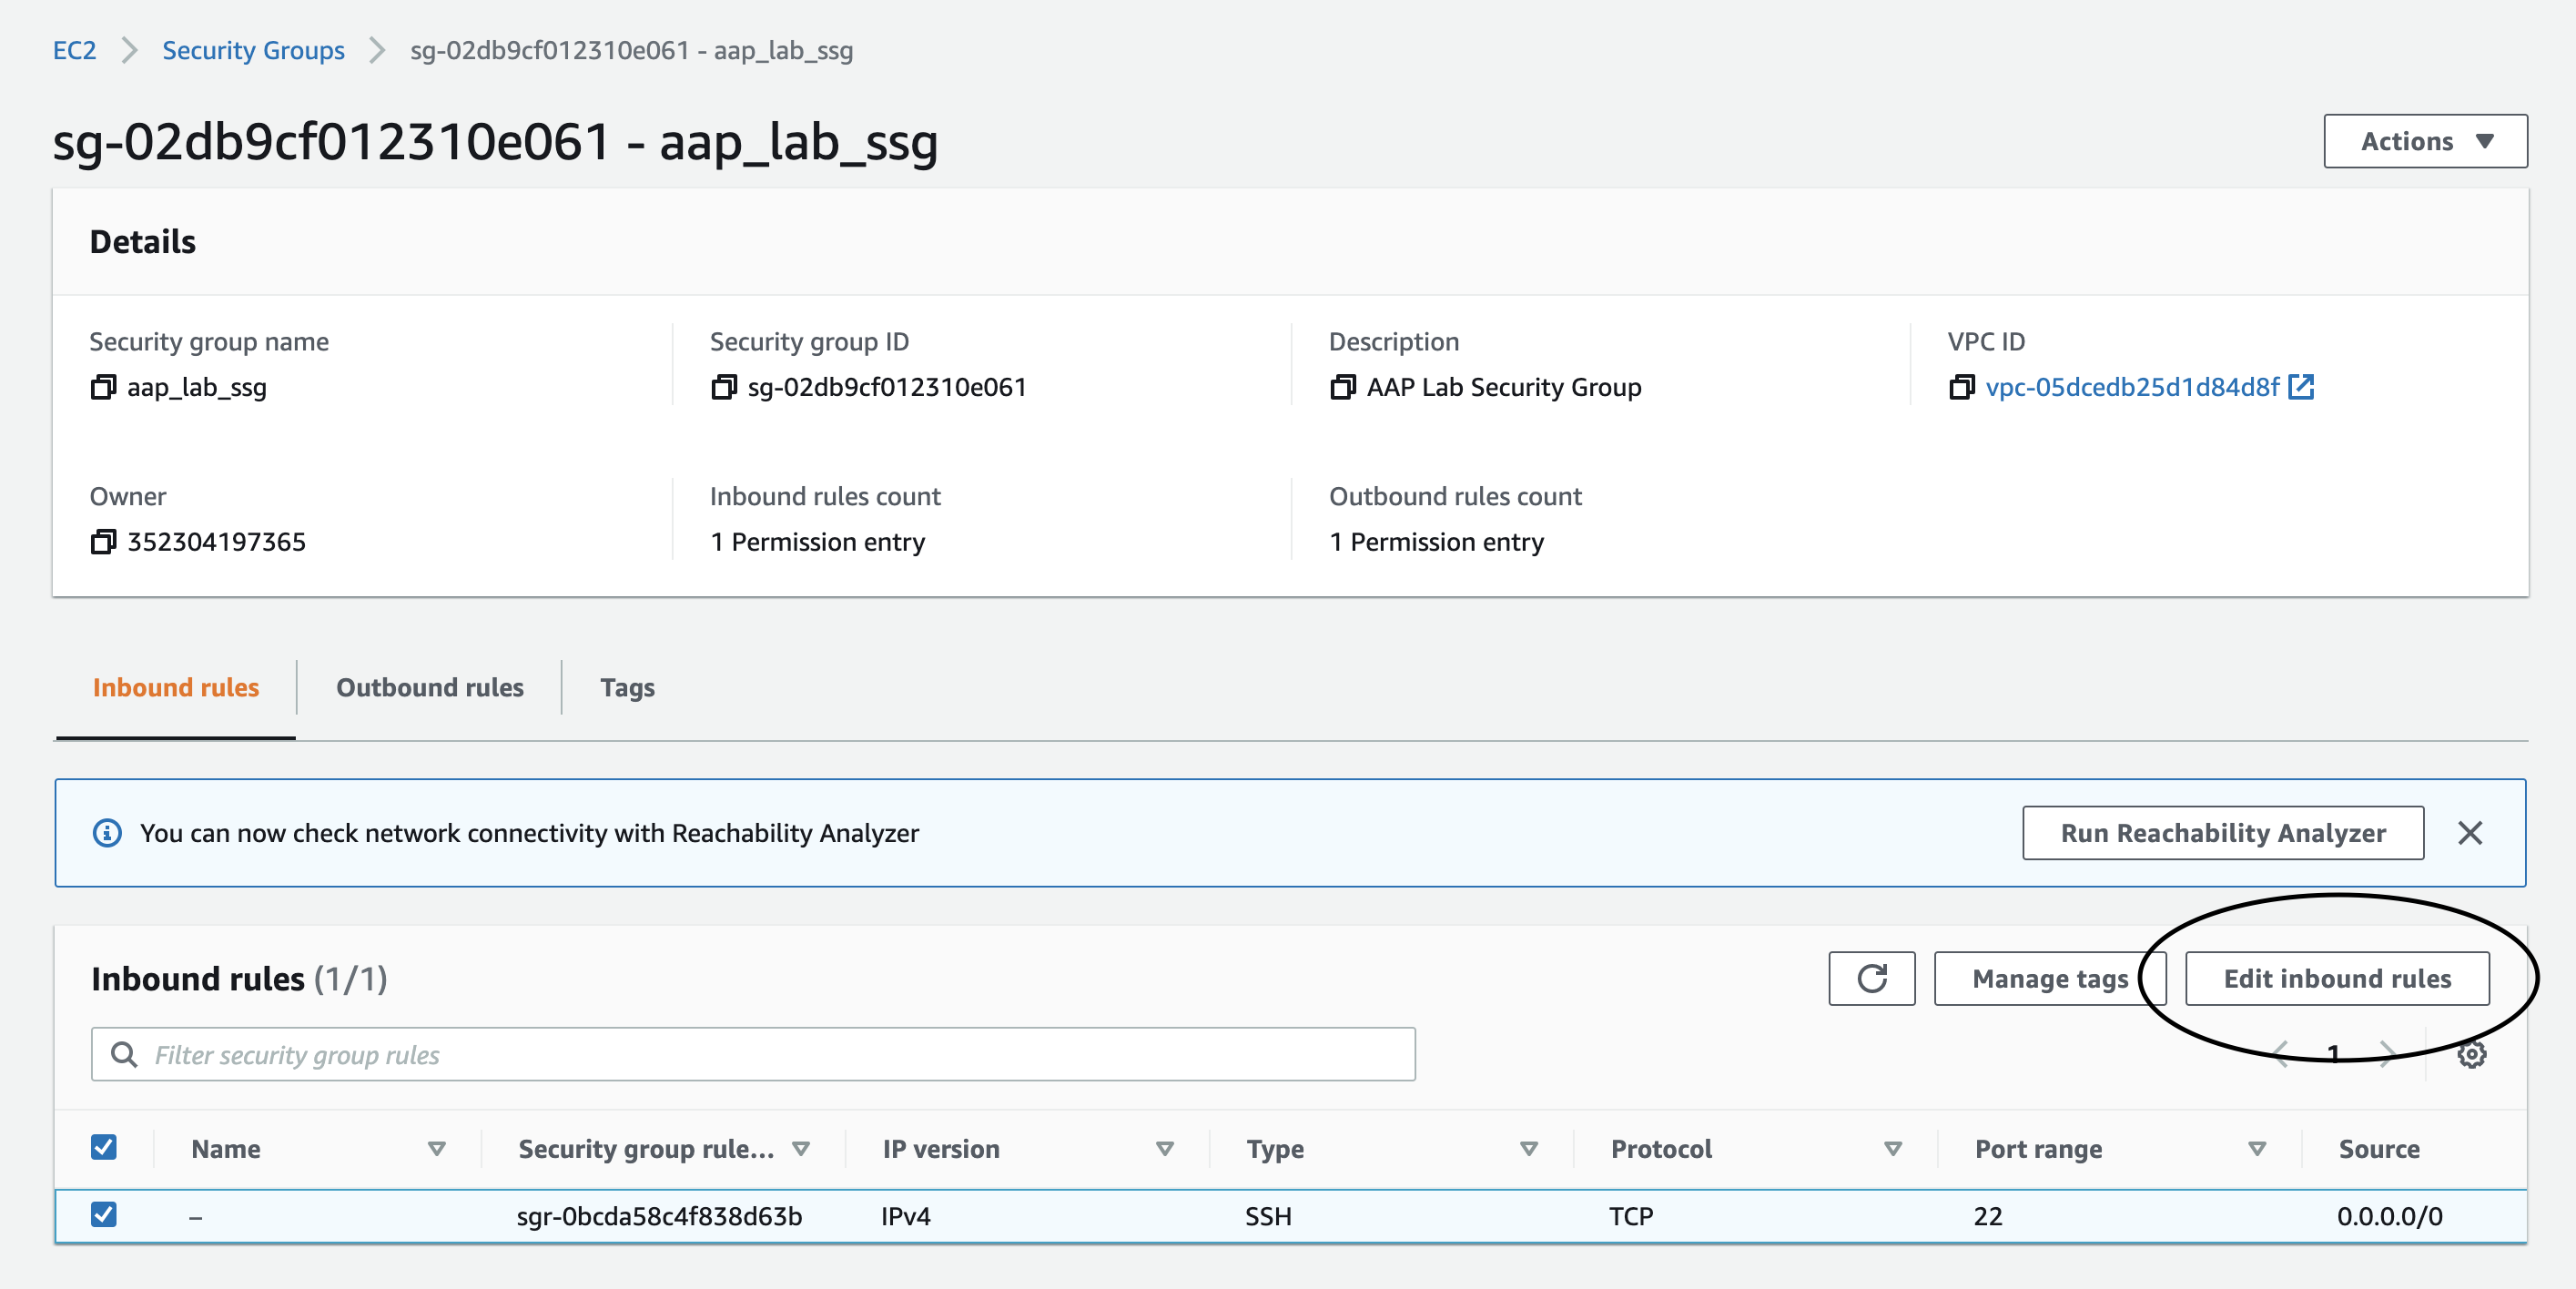 EC2 > Security Groups > sg-02db9cf012310e061 - aap_lab_ssg
sg-02db9cf012310e061 - aap_lab_ssg
Actions
Details
Security group name
aap_lab_ssg
Security group ID
sg-02db9cf012310e061
Description
AAP Lab Security Group
VPC ID
vpc-05dcedb25d1d84d8f
Owner
352304197365
Inbound rules count
1 Permission entry
Outbound rules count
1 Permission entry
Inbound rules Outbound rules Tags
You can now check network connectivity with Reachability Analyzer
Run Reachability Analyzer
Inbound rules (1/1)
Manage tags
Edit inbound rules
Filter security group rules
1
Name Security group rule... IP version Type Protocol Port range Source
– sgr-0bcda58c4f838d63b IPv4 SSH TCP 22 0.0.0.0/0